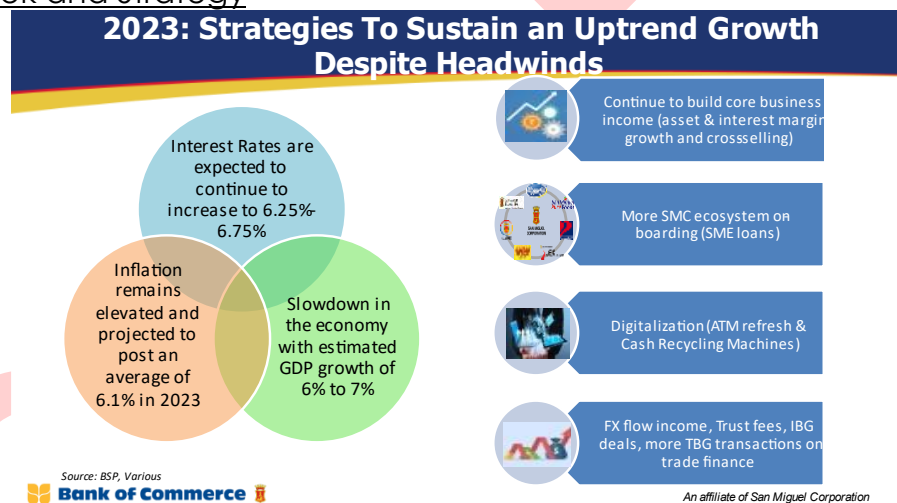 2023: Strategies To Sustain an Uptrend Growth
Despite Headwinds
Interest Rates are
expected to
continue to
increase to 6.25%-
6.75%
Inflation
remains
elevated and
projected to
post an
average of
6.1% in 2023
Slowdown in
the economy
with estimated
GDP growth of
6% to 7%
Continue to build core business
income (asset & interest margin
growth and crossselling)
SAN MIGUEL
CORPORATION
More SMC ecosystem on-
boarding (SME loans)
Digitalization (ATM refresh &
Cash Recycling Machines)
FX flow income, Trust fees, IBG
deals, more TBG transactions on
trade finance
Source: BSP, Various
Bank of Commerce
An affiliate of San Miguel Corporation